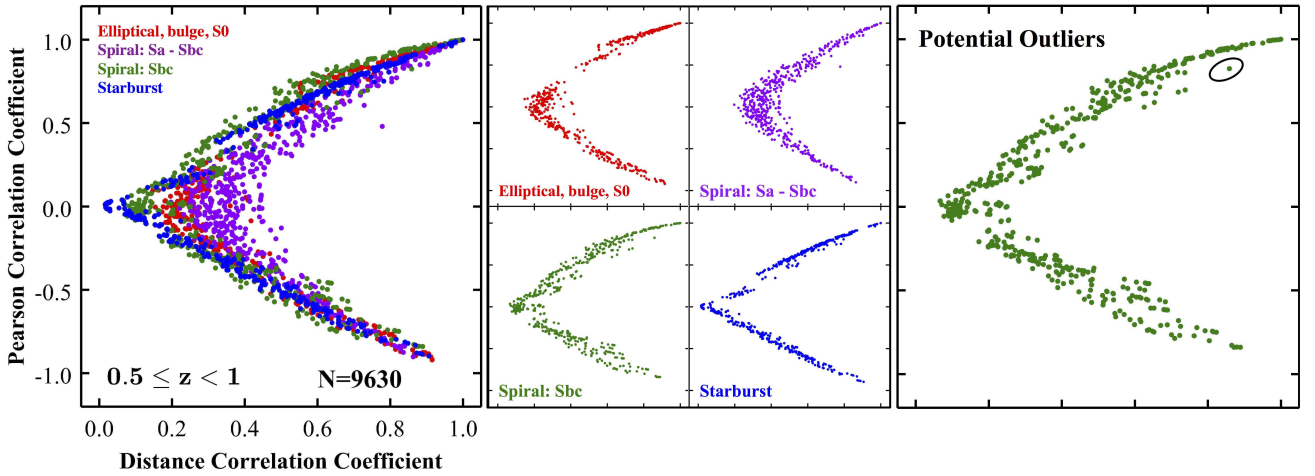 Pearson Correlation Coefficient
1.0
0.5
0.0
-0.5
-1.0
Elliptical, bulge, S0
Spiral: Sa - Sbc
Spiral: Sbc
Starburst
0.5 ≤ z < 1
N=9630
0.0 0.2 0.4 0.6 0.8 1.0
Distance Correlation Coefficient
Elliptical, bulge, S0
Spiral: Sa - Sbc
Spiral: Sbc
Starburst
Potential Outliers